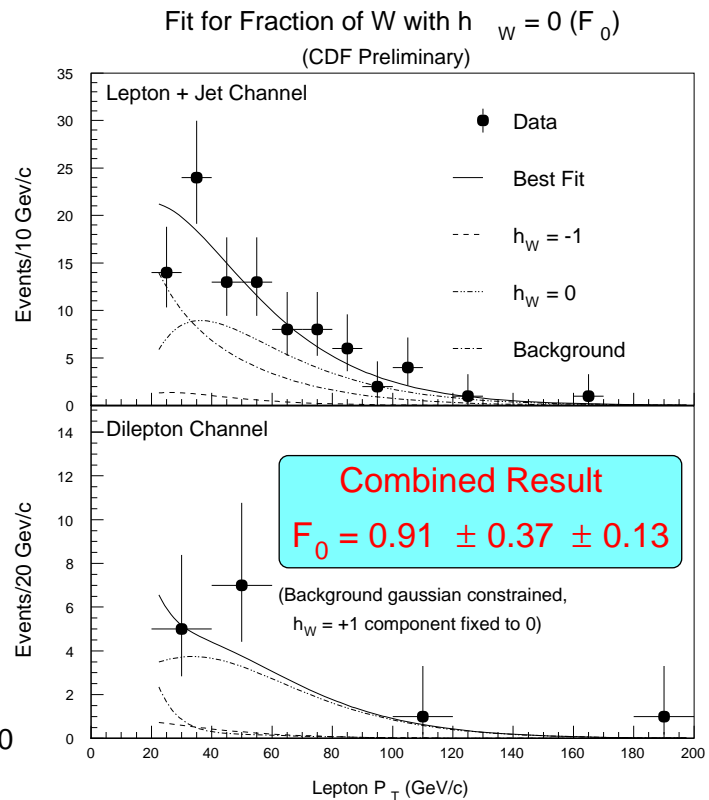 Fit for Fraction of W with h W = 0 (F 0)
(CDF Preliminary)
35
30
25
20
15
10
5
0
Events/10 Gev/c
Lepton + Jet Channel
Data
Best Fit
h W = -1
h W = 0
Background
14
12
10
8
6
4
2
0
Events/20 Gev/c
Dilepton Channel
Combined Result
F 0 = 0.91 ± 0.37 ± 0.13
(Background gaussian constrained,
h W = +1 component fixed to 0)
0
0 20 40 60 80 100 120 140 160 180 200
Lepton P T (GeV/c)